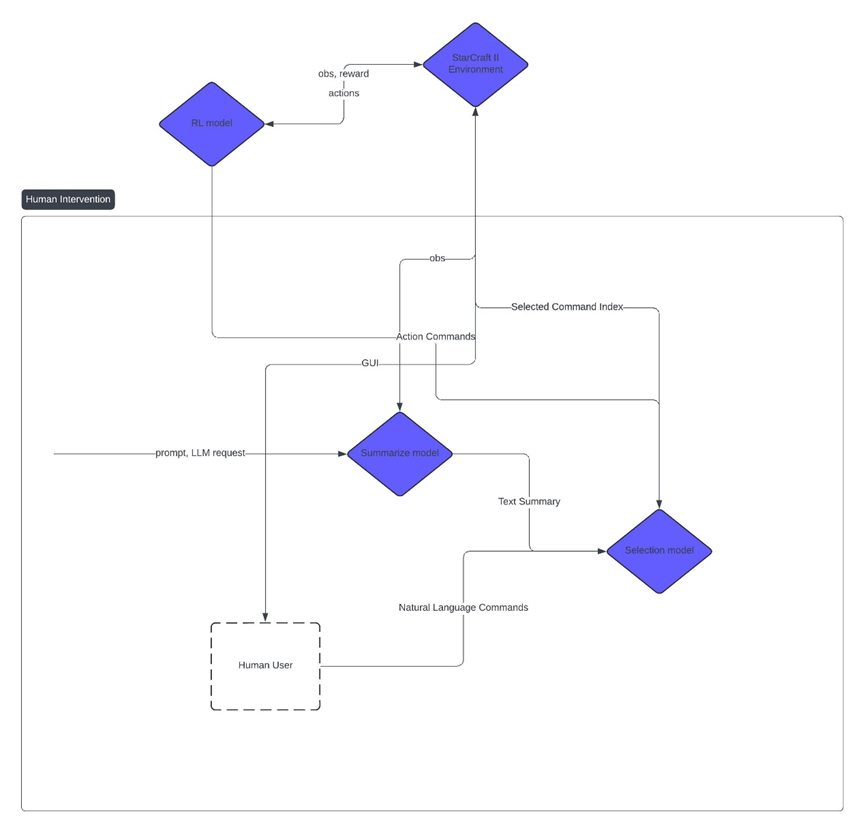 StarCraft II
Environment
obs, reward
actions
RL model
Human Intervention
obs
Selected Command Index
Action Commands
GUI
prompt, LLM request
Summarize model
Text Summary
Selection model
Natural Language Commands
Human User